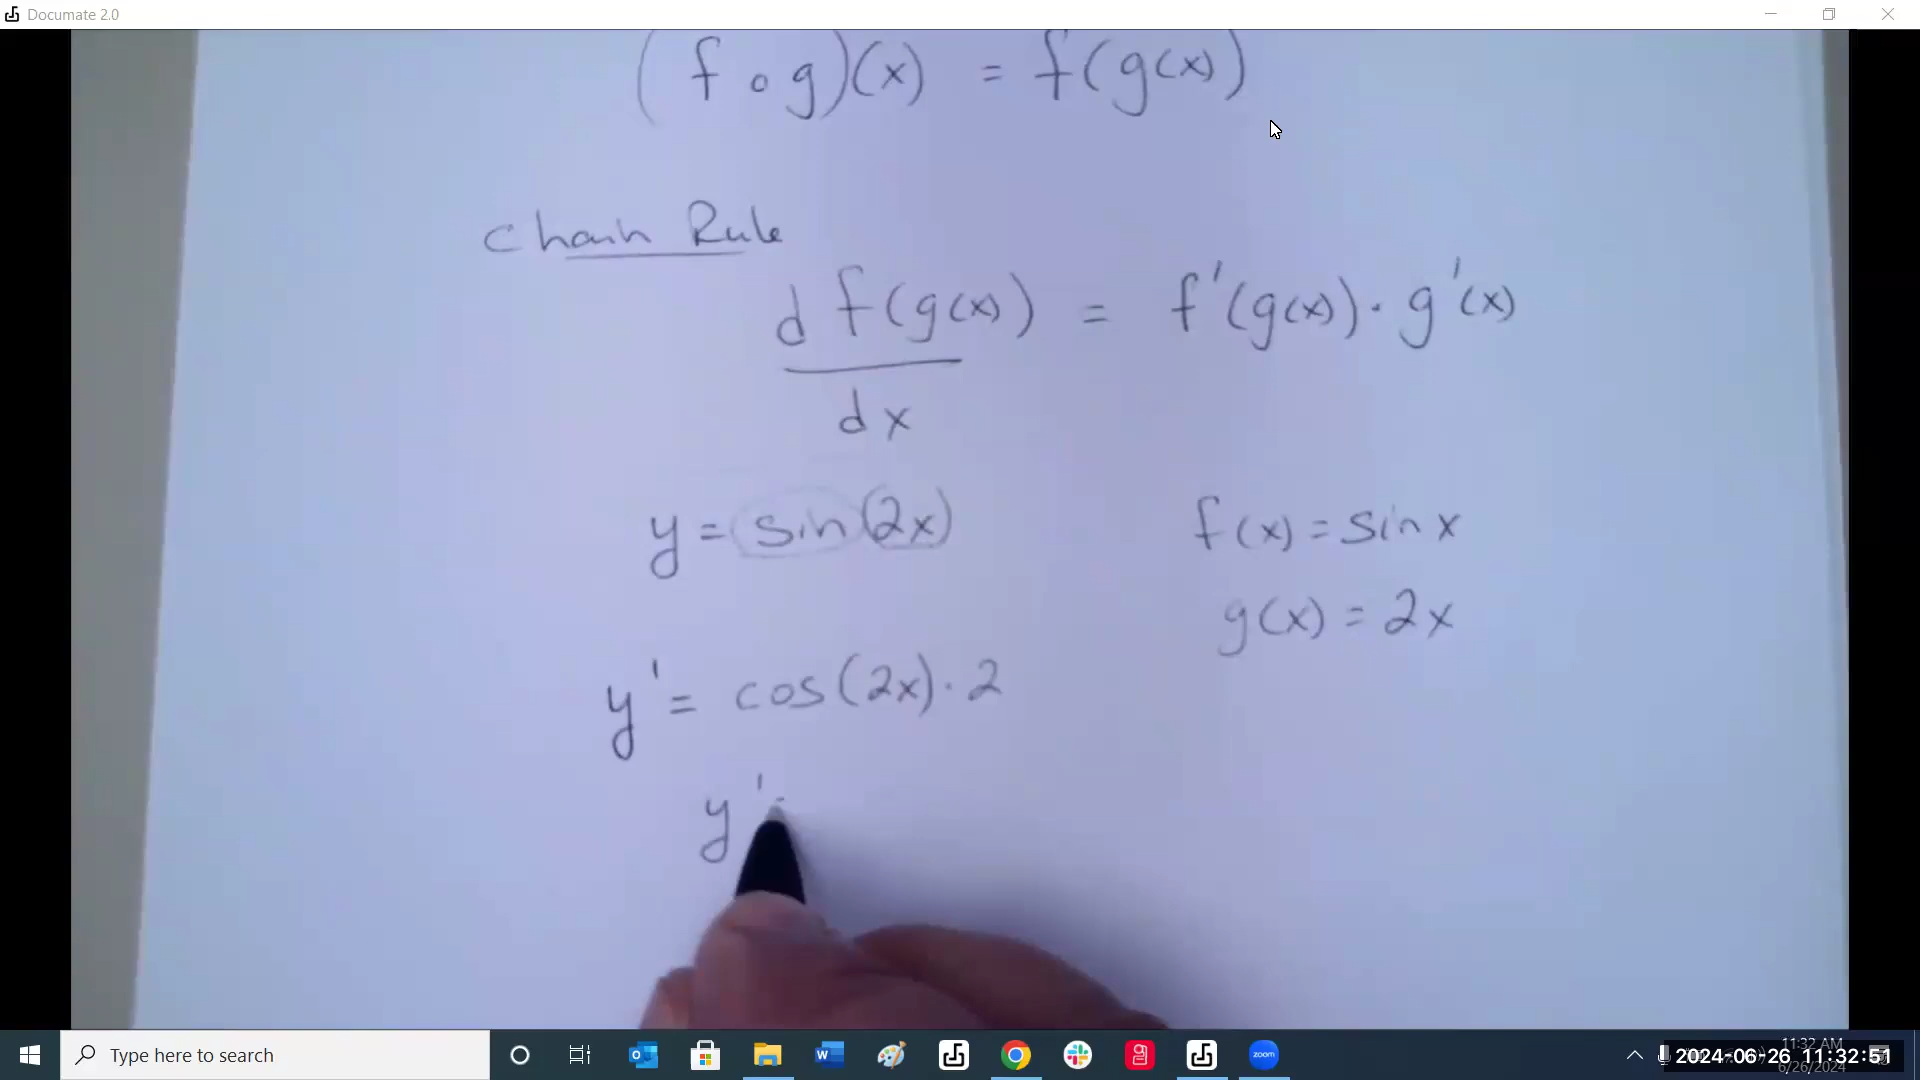 Documate 2.0
(f ∘ g)(x) = f(g(x))
Chain Rule
d f(g(x)) = f'(g(x)) · g'(x)
dx
y = sin(2x)
f(x) = sin x
g(x) = 2x
y' = cos(2x) · 2
y' =
Type here to search
zoom
11:32 AM
2024-06-26 11:32:51
6/26/2024